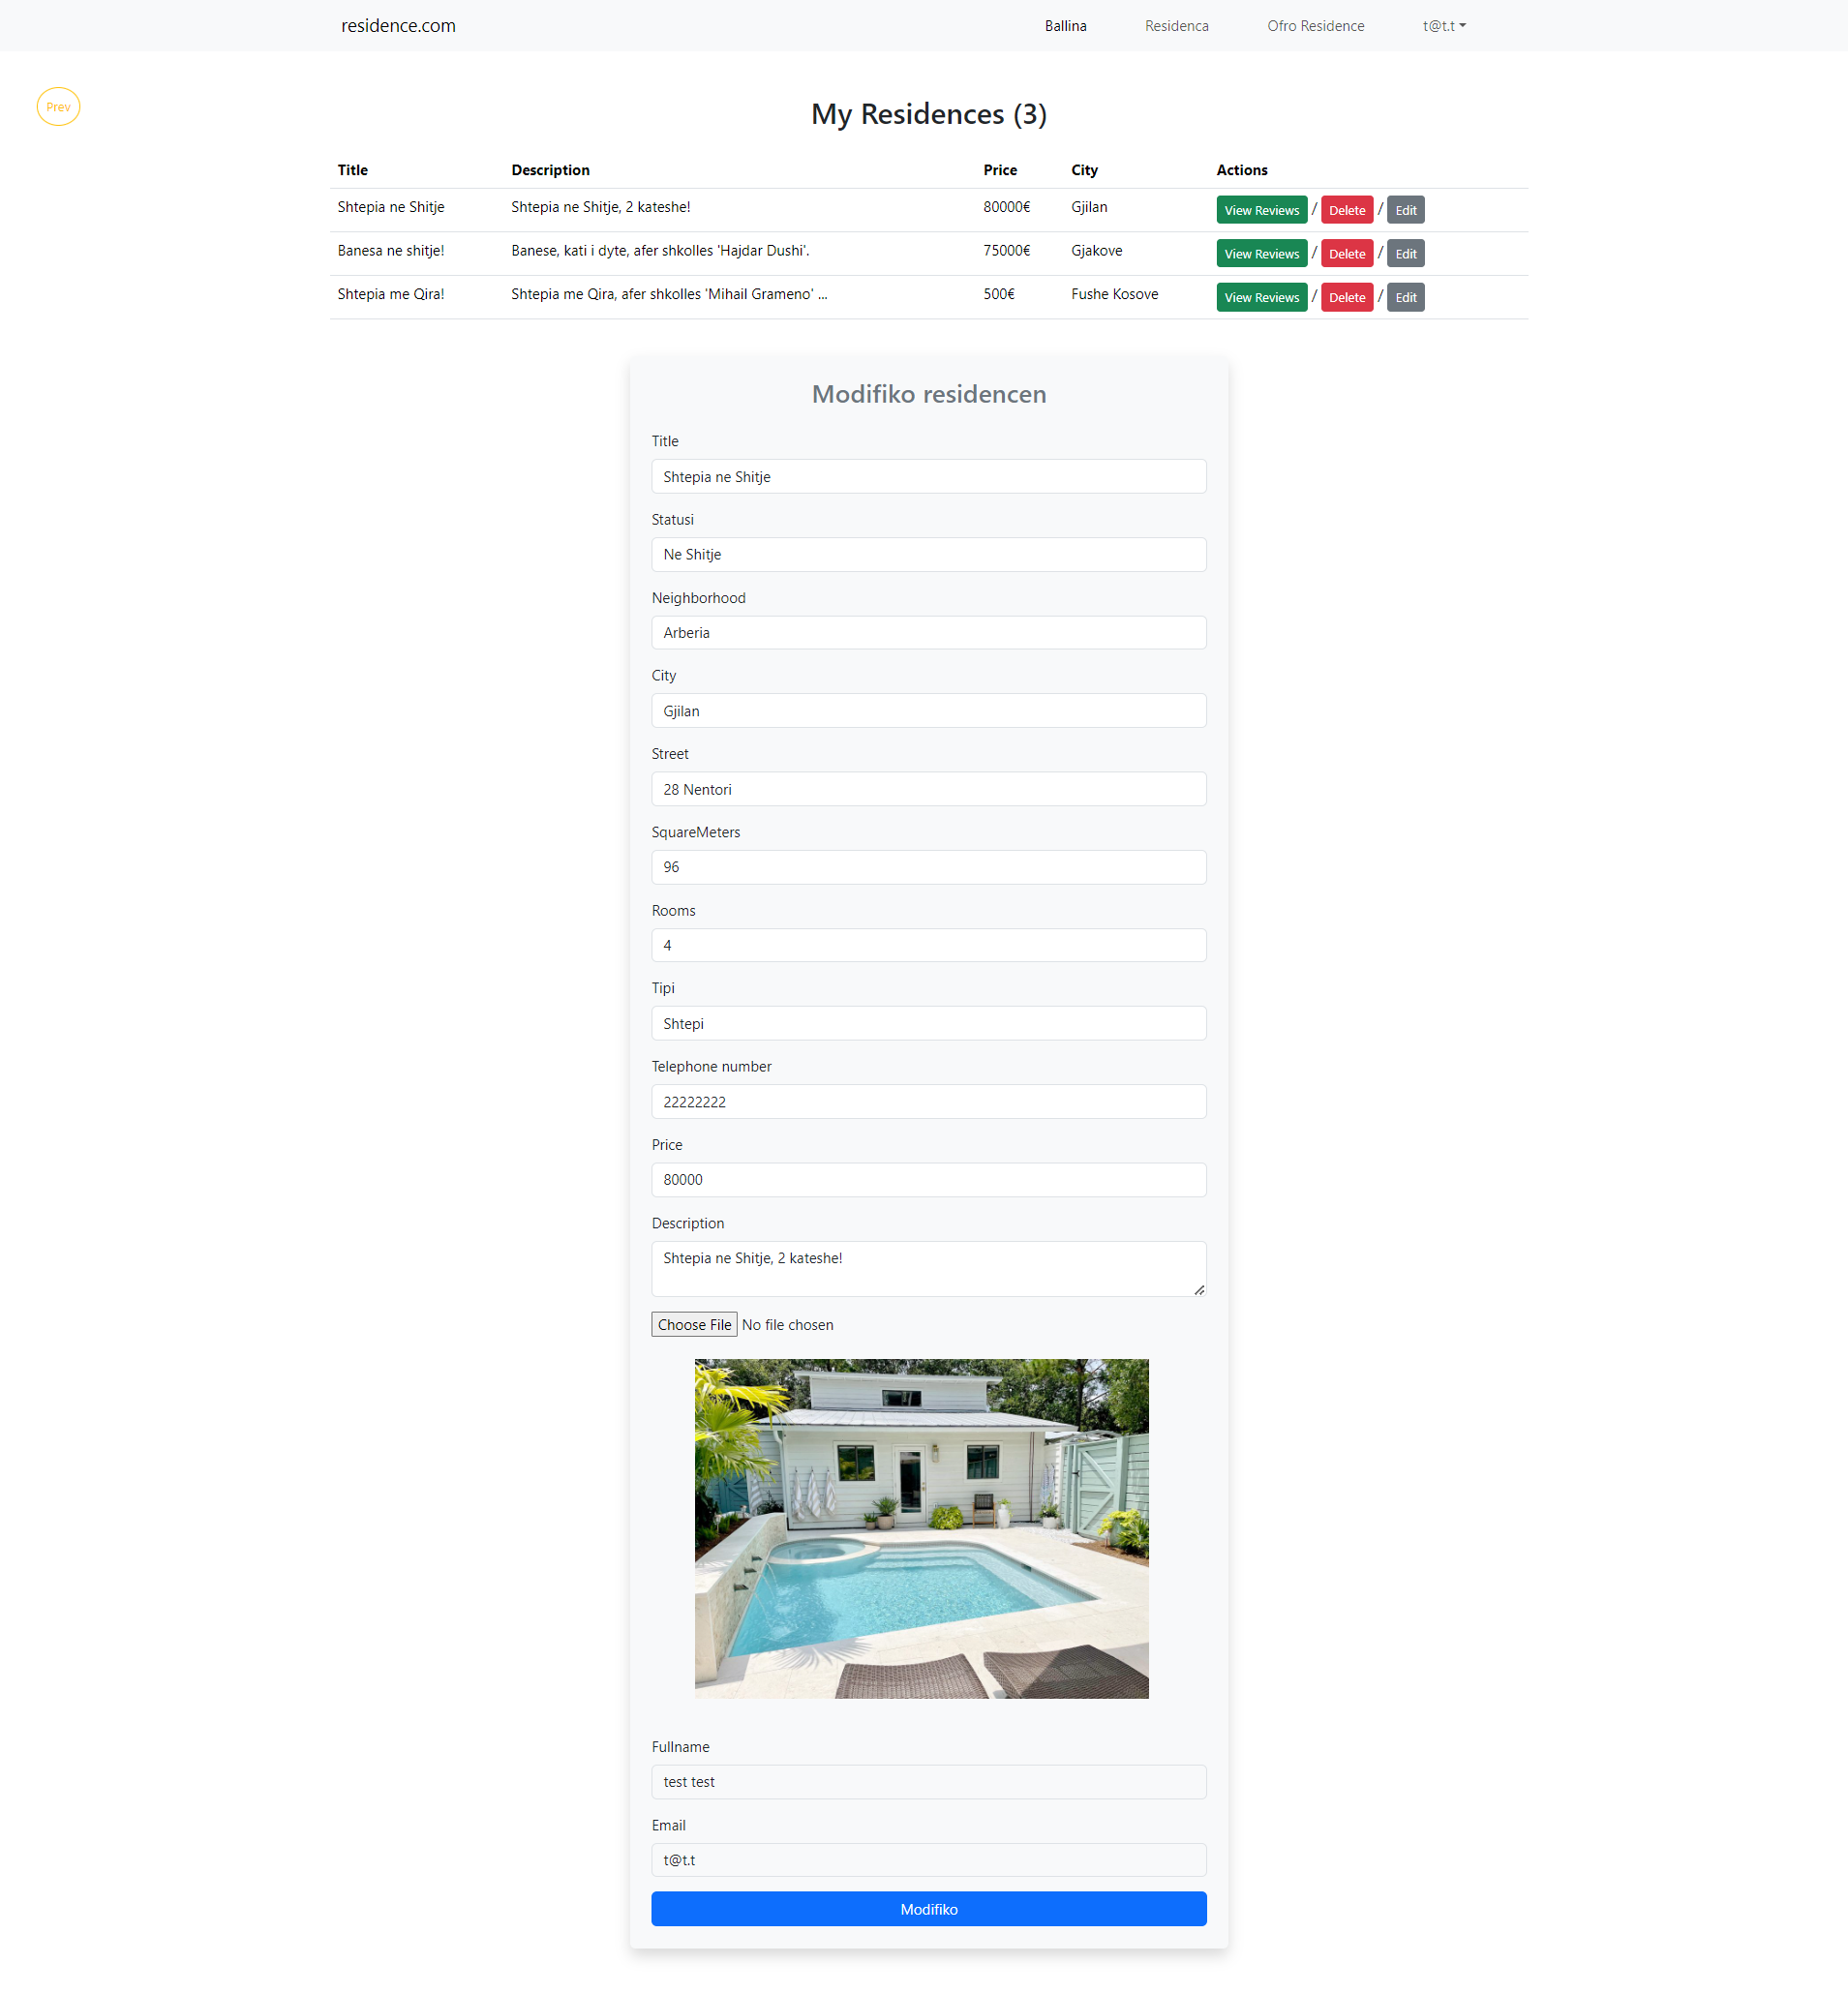 residence.com Ballina Residenca Ofro Residence t@t.t
Prev
My Residences (3)
Title Description Price City Actions
Shtepia ne Shitje Shtepia ne Shitje, 2 kateshe! 80000€ Gjilan View Reviews / Delete / Edit
Banesa ne shitje! Banese, kati i dyte, afer shkolles 'Hajdar Dushi'. 75000€ Gjakove View Reviews / Delete / Edit
Shtepia me Qira! Shtepia me Qira, afer shkolles 'Mihail Grameno' ... 500€ Fushe Kosove View Reviews / Delete / Edit
Modifiko residencen
Title
Shtepia ne Shitje
Statusi
Ne Shitje
Neighborhood
Arberia
City
Gjilan
Street
28 Nentori
SquareMeters
96
Rooms
4
Tipi
Shtepi
Telephone number
22222222
Price
80000
Description
Shtepia ne Shitje, 2 kateshe!
Choose File No file chosen
Fullname
test test
Email
t@t.t
Modifiko